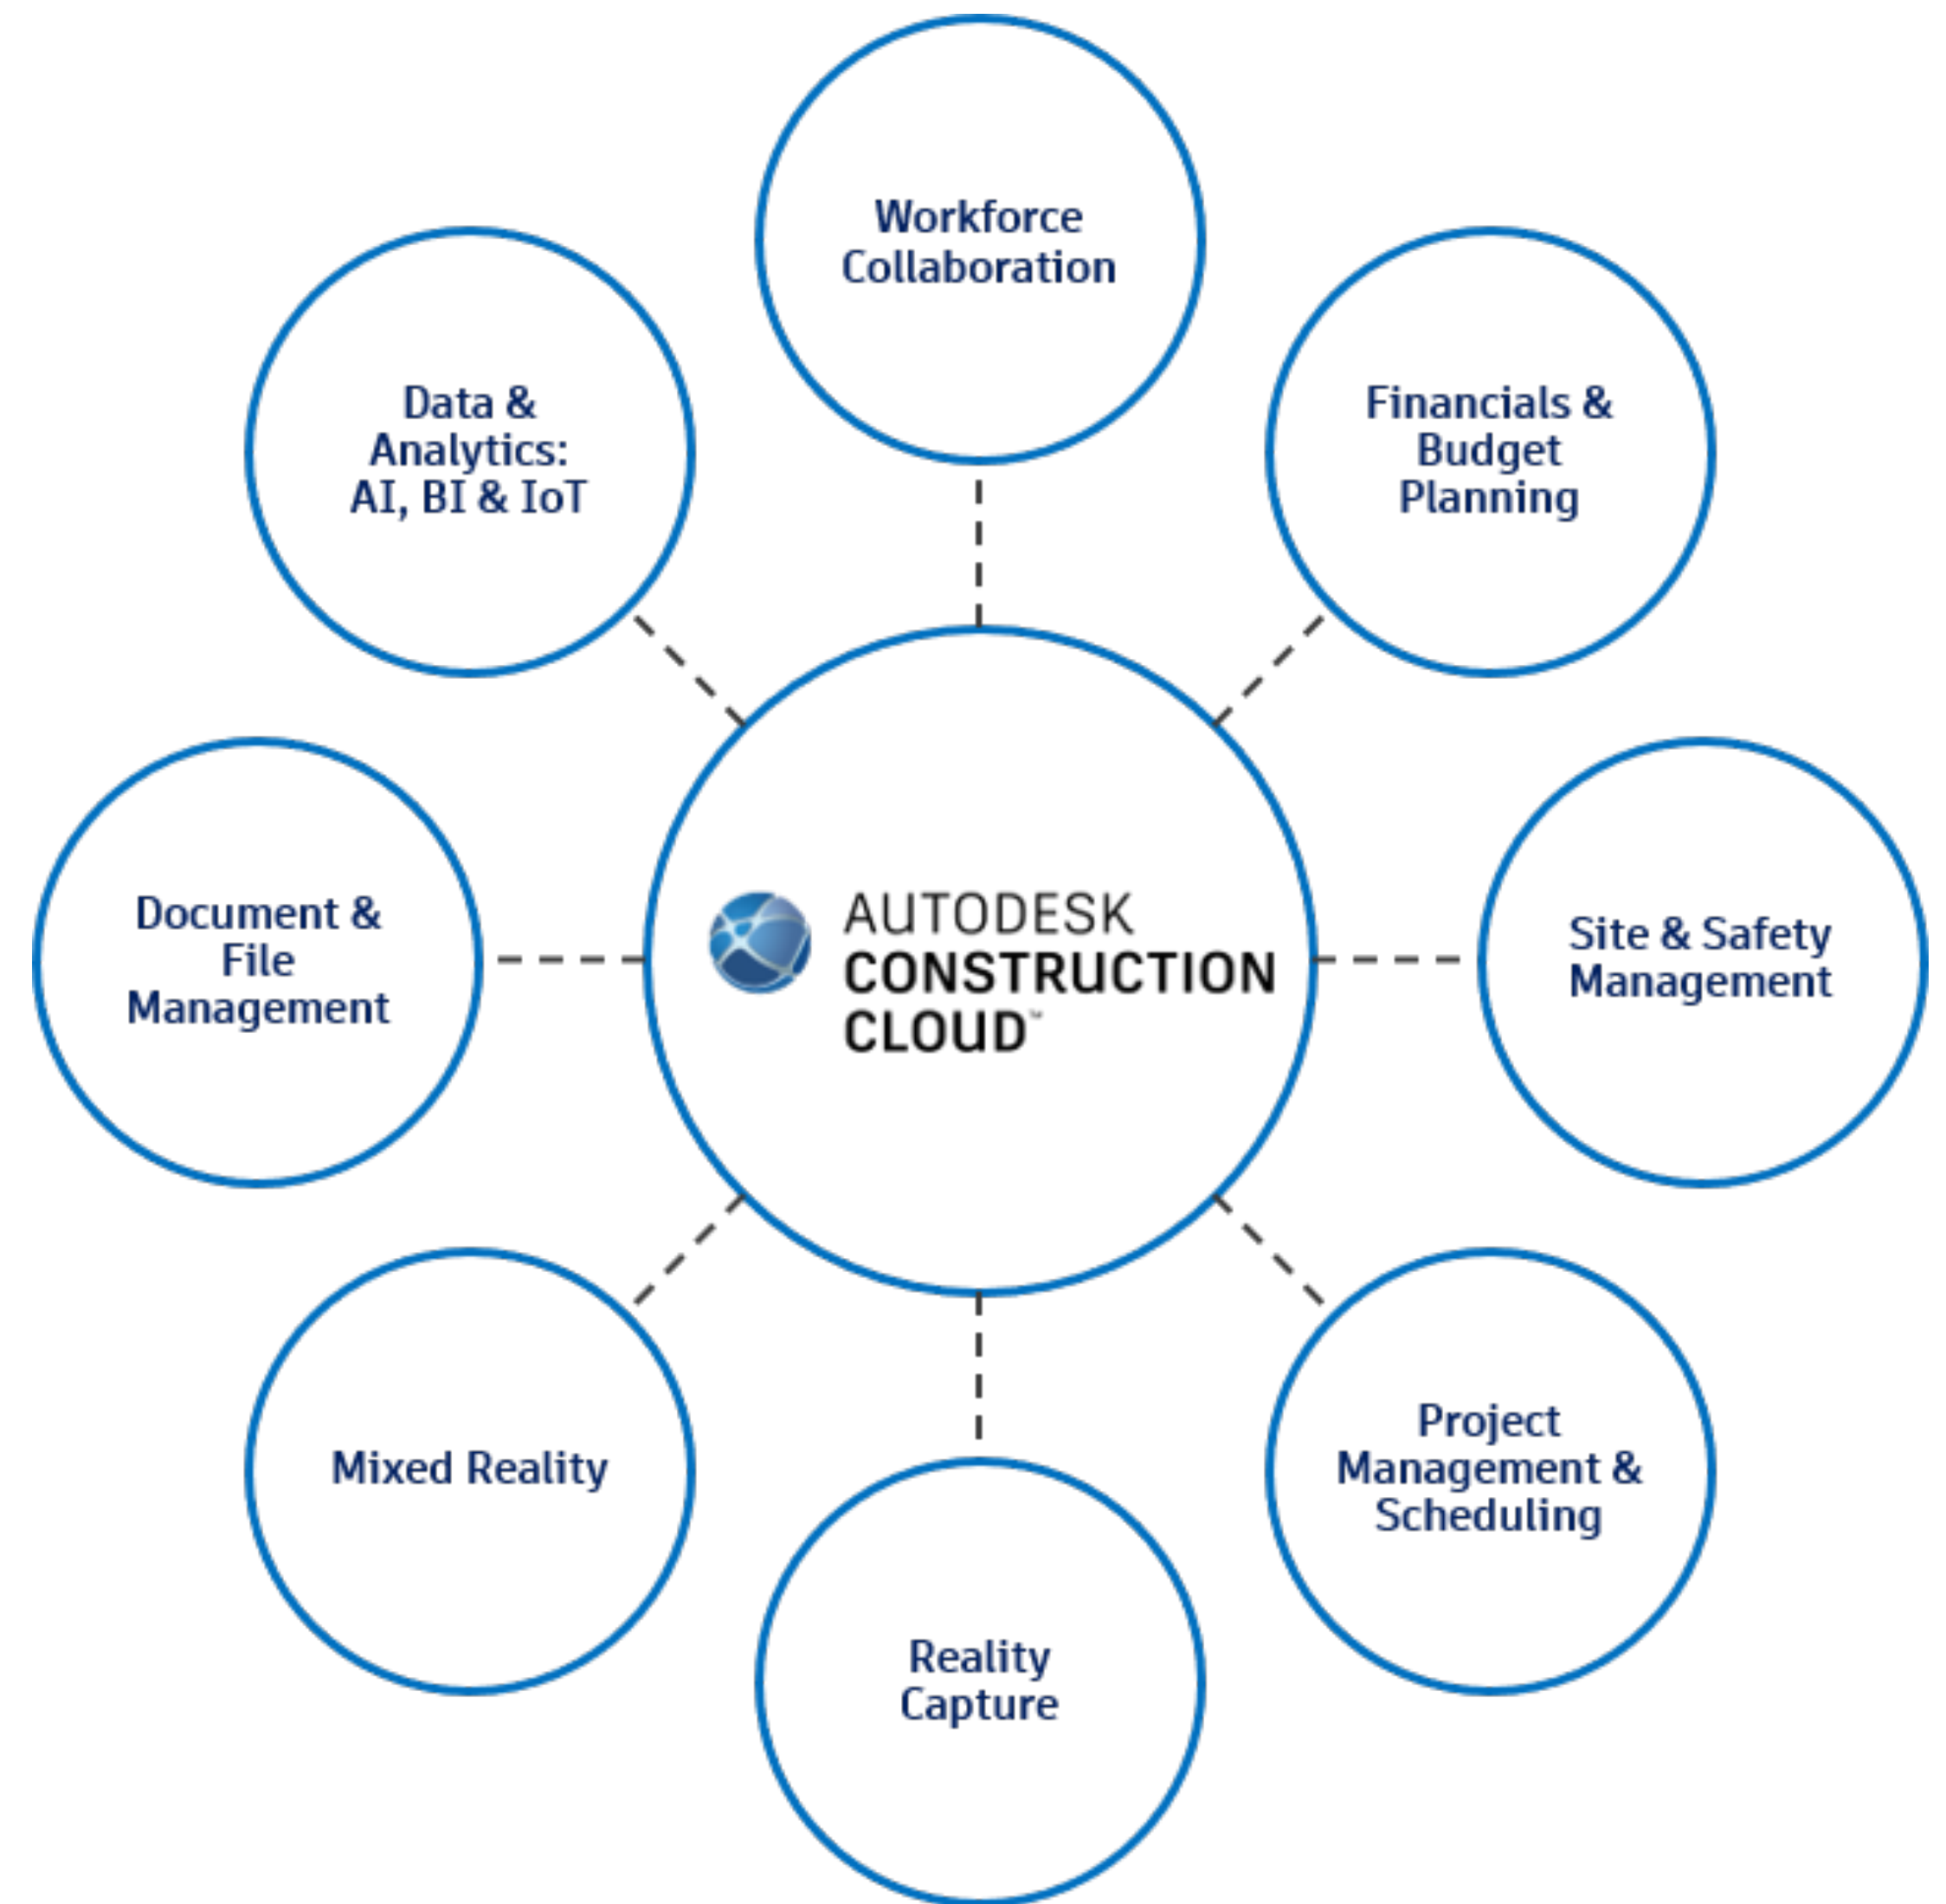 Workforce
Collaboration
Data &
Analytics:
AI, BI & IoT
Financials &
Budget
Planning
Document &
File
Management
AUTODESK
CONSTRUCTION
CLOUD™
Site & Safety
Management
Mixed Reality
Project
Management &
Scheduling
Reality
Capture